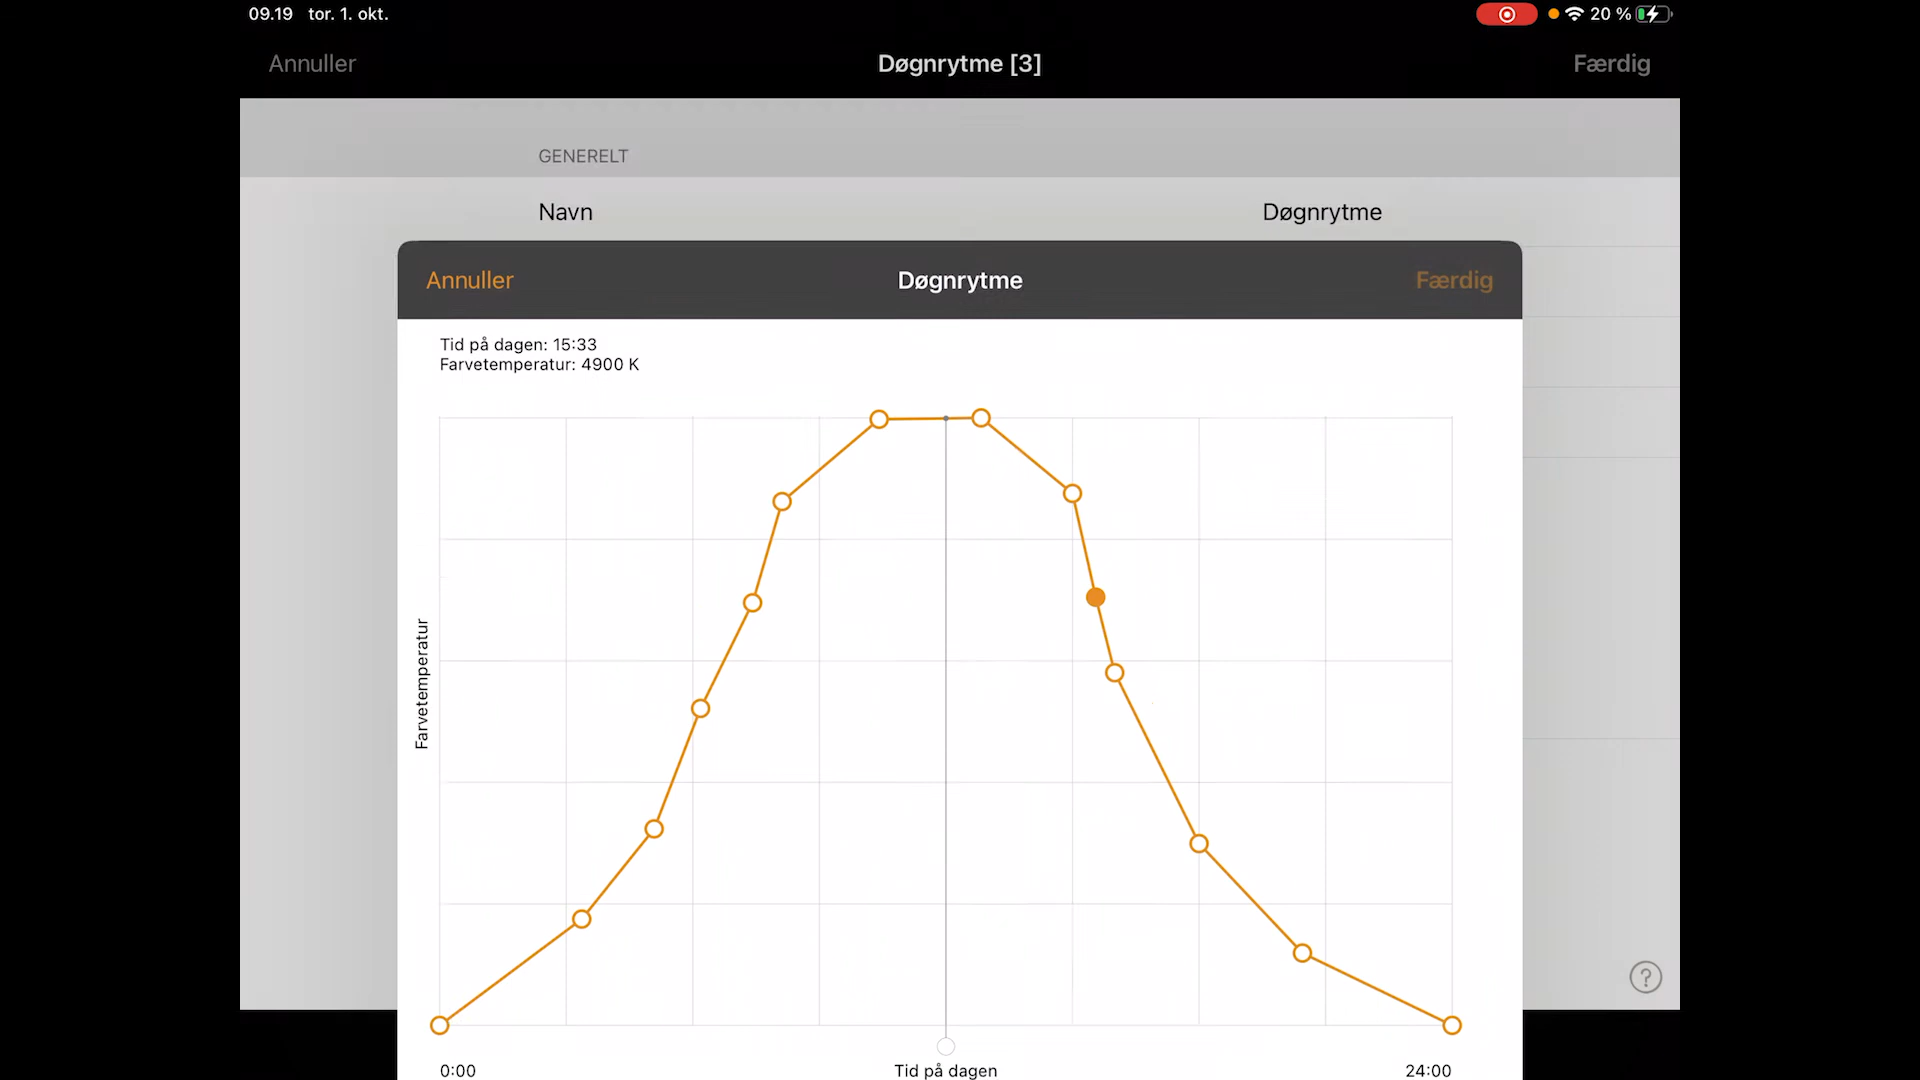 09.19 tor. 1. okt.
20 %
Annuller
Døgnrytme [3]
Færdig
GENERELT
Navn
Døgnrytme
Annuller
Døgnrytme
Færdig
Tid på dagen: 15:33
Farvetemperatur: 4900 K
Farvetemperatur
?
0:00
Tid på dagen
24:00